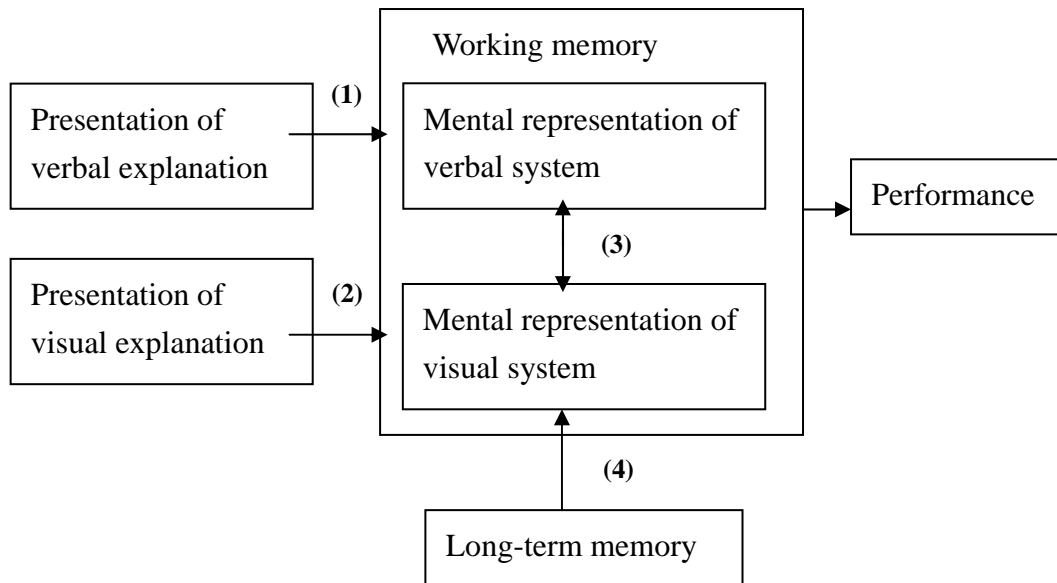 Working memory
(1)
Presentation of
verbal explanation
Mental representation of
verbal system
Performance
(3)
(2)
Presentation of
visual explanation
Mental representation of
visual system
(4)
Long-term memory